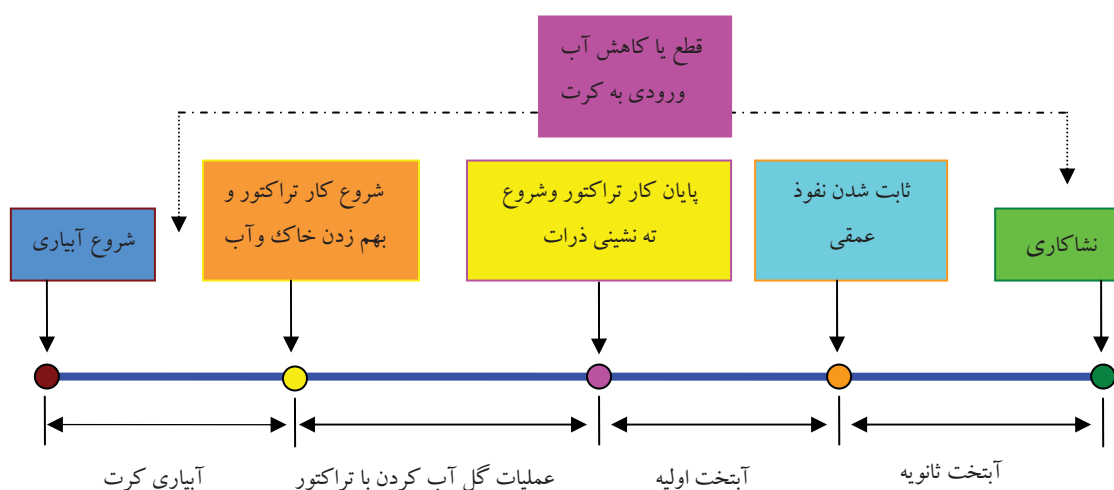 قطع یا کاهش آب
ورودی به کرت
شروع آبیاری
شروع کار تراکتور و
بهم زدن خاك وآب
پایان کار تراکتور وشروع
ته نشینی ذرات
ثابت شدن نفوذ
عمقی
نشاکاری
آبیاری کرت
عملیات گل آب کردن با تراکتور
آبتخت اولیه
آبتخت ثانویه